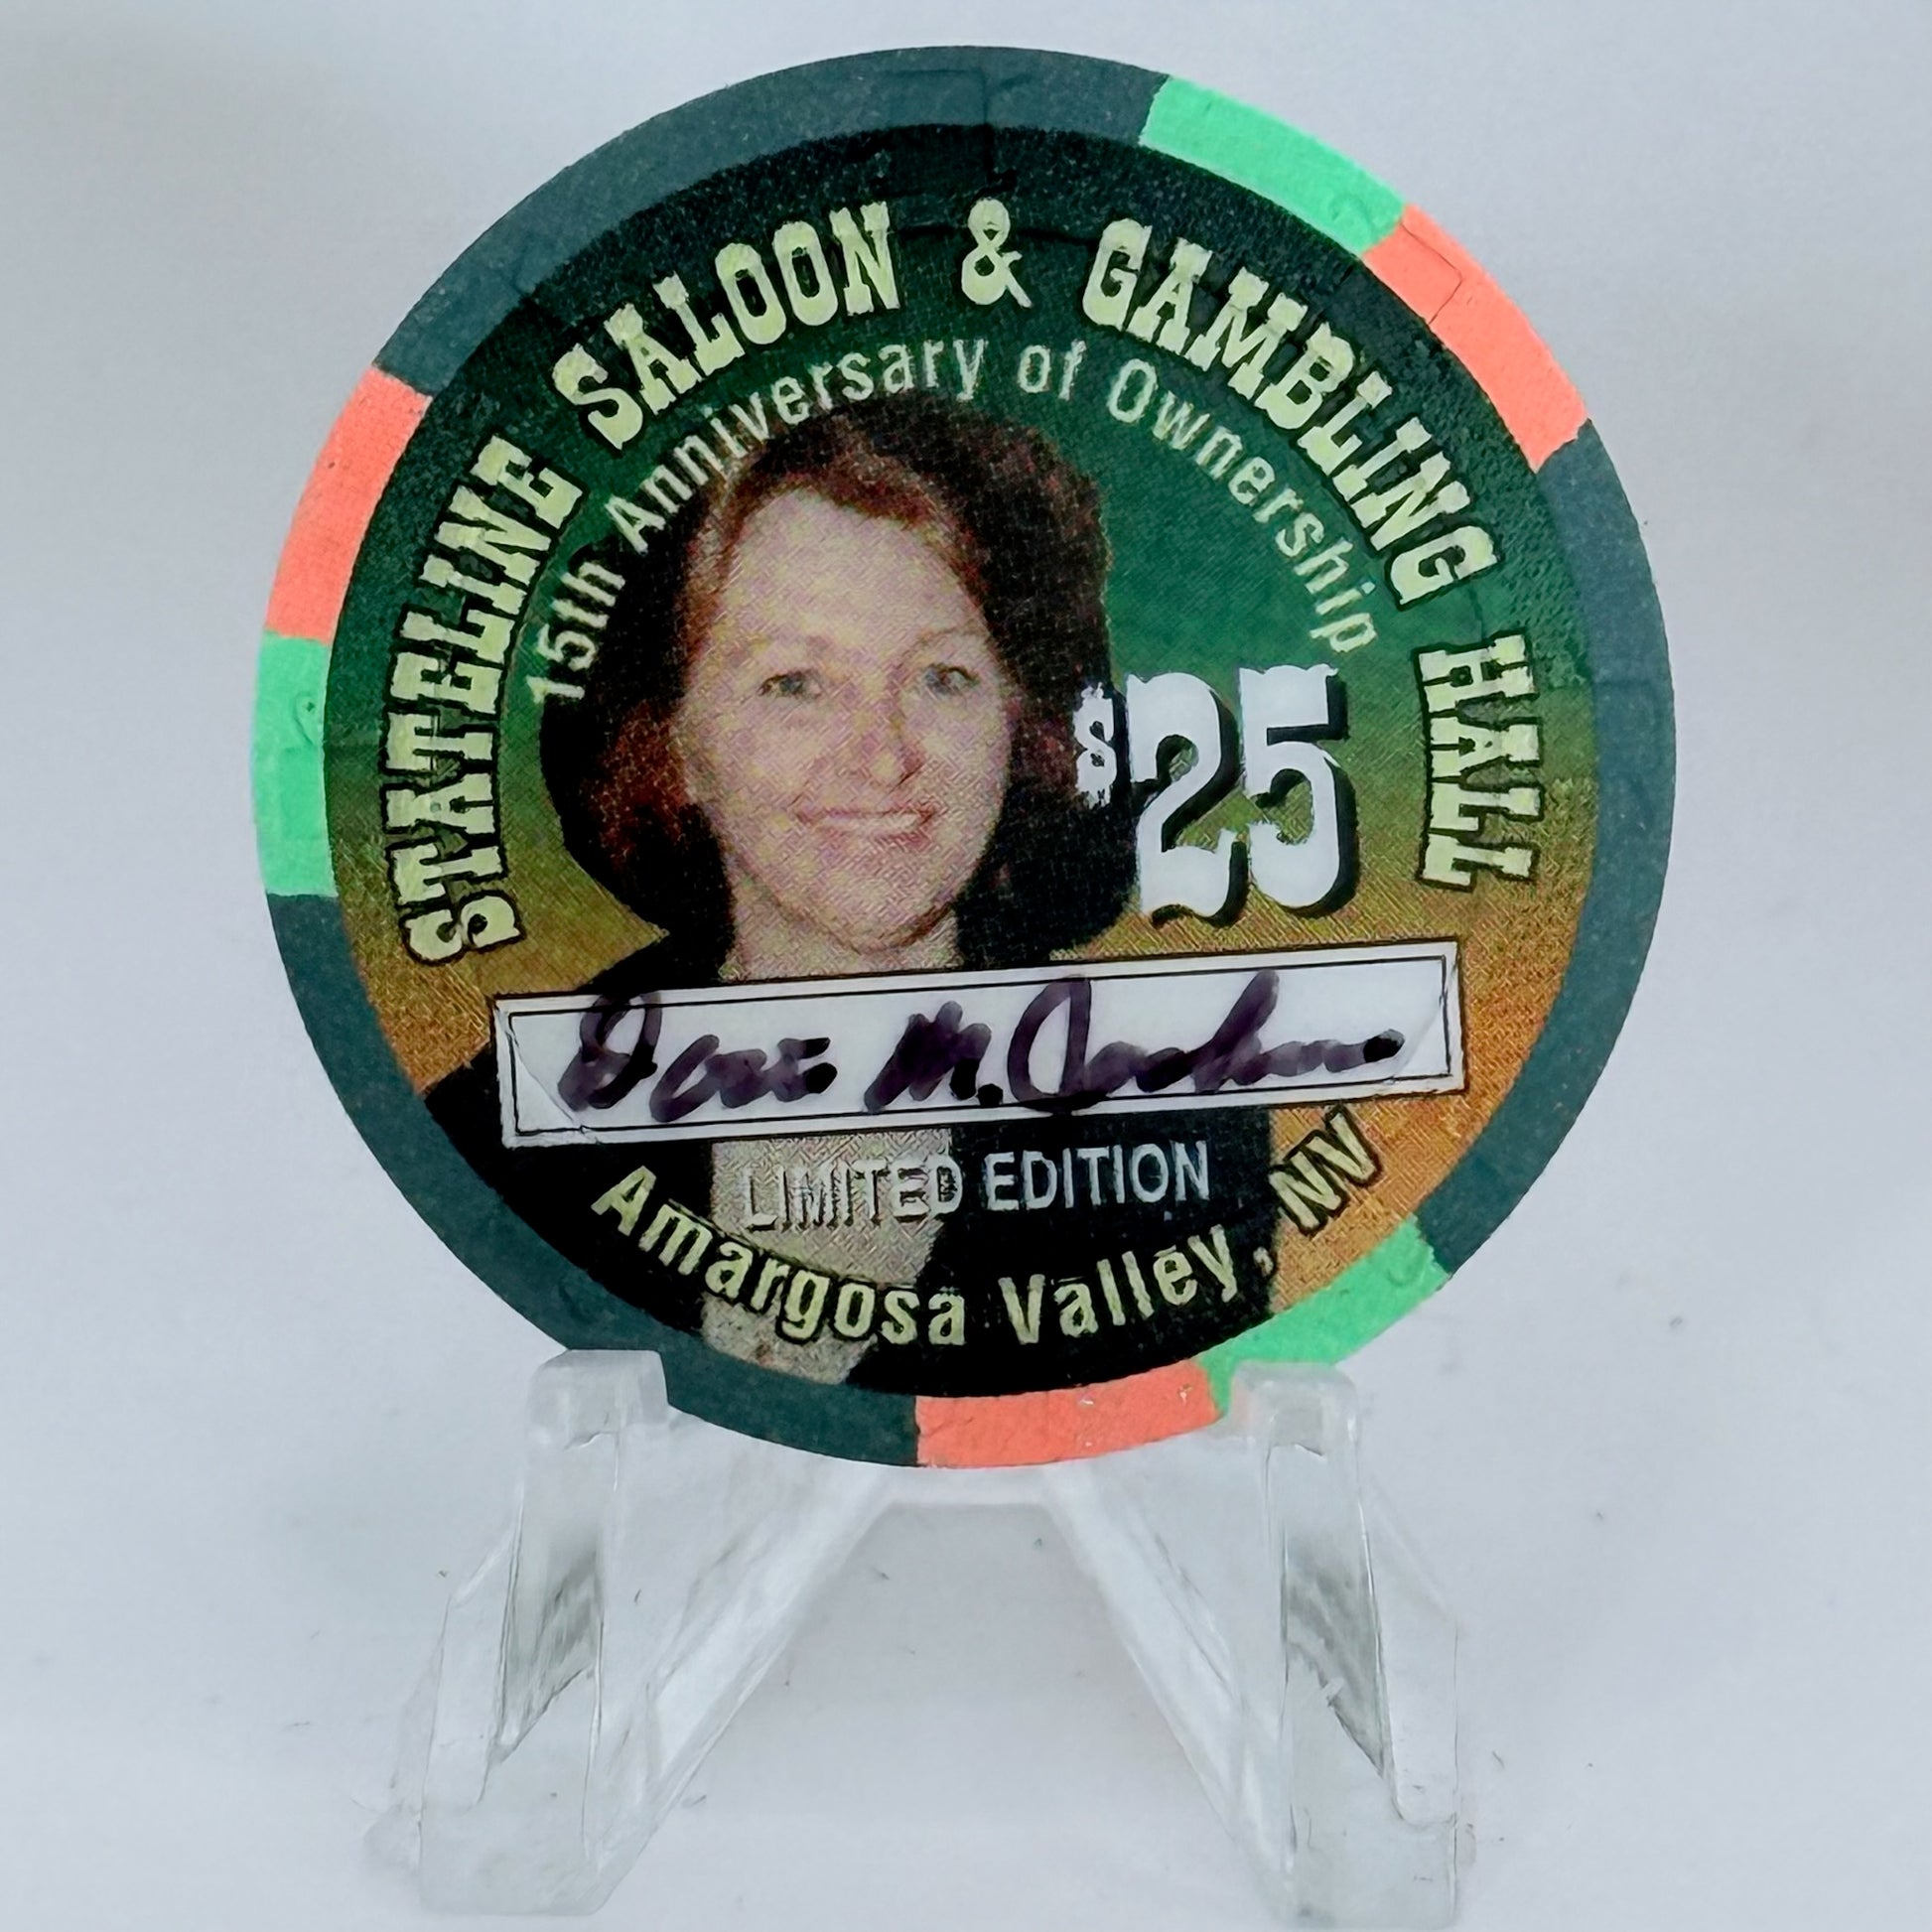 STATELINE SALOON & GAMBLING HALL
15th Anniversary of Ownership
$25
M.
LIMITED EDITION
Amargosa Valley, NV